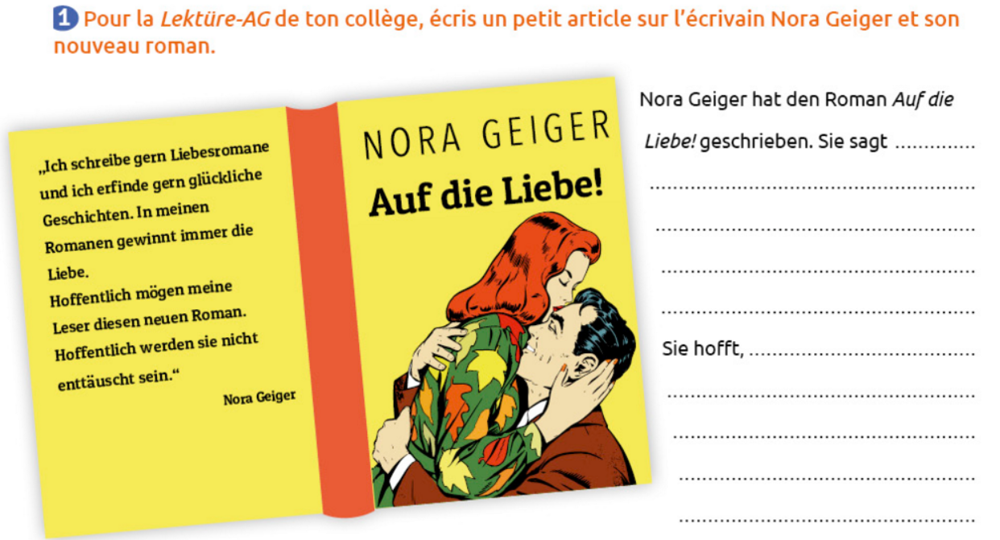 1 Pour la Lektüre-AG de ton collège, écris un petit article sur l'écrivain Nora Geiger et son
nouveau roman.
„Ich schreibe gern Liebesromane
und ich erfinde gern glückliche
Geschichten. In meinen
Romanen gewinnt immer die
Liebe.
Hoffentlich mögen meine
Leser diesen neuen Roman.
Hoffentlich werden sie nicht
enttäuscht sein.“
Nora Geiger
NORA GEIGER
Auf die Liebe!
Nora Geiger hat den Roman Auf die
Liebe! geschrieben. Sie sagt ..............
Sie hofft, ........................................